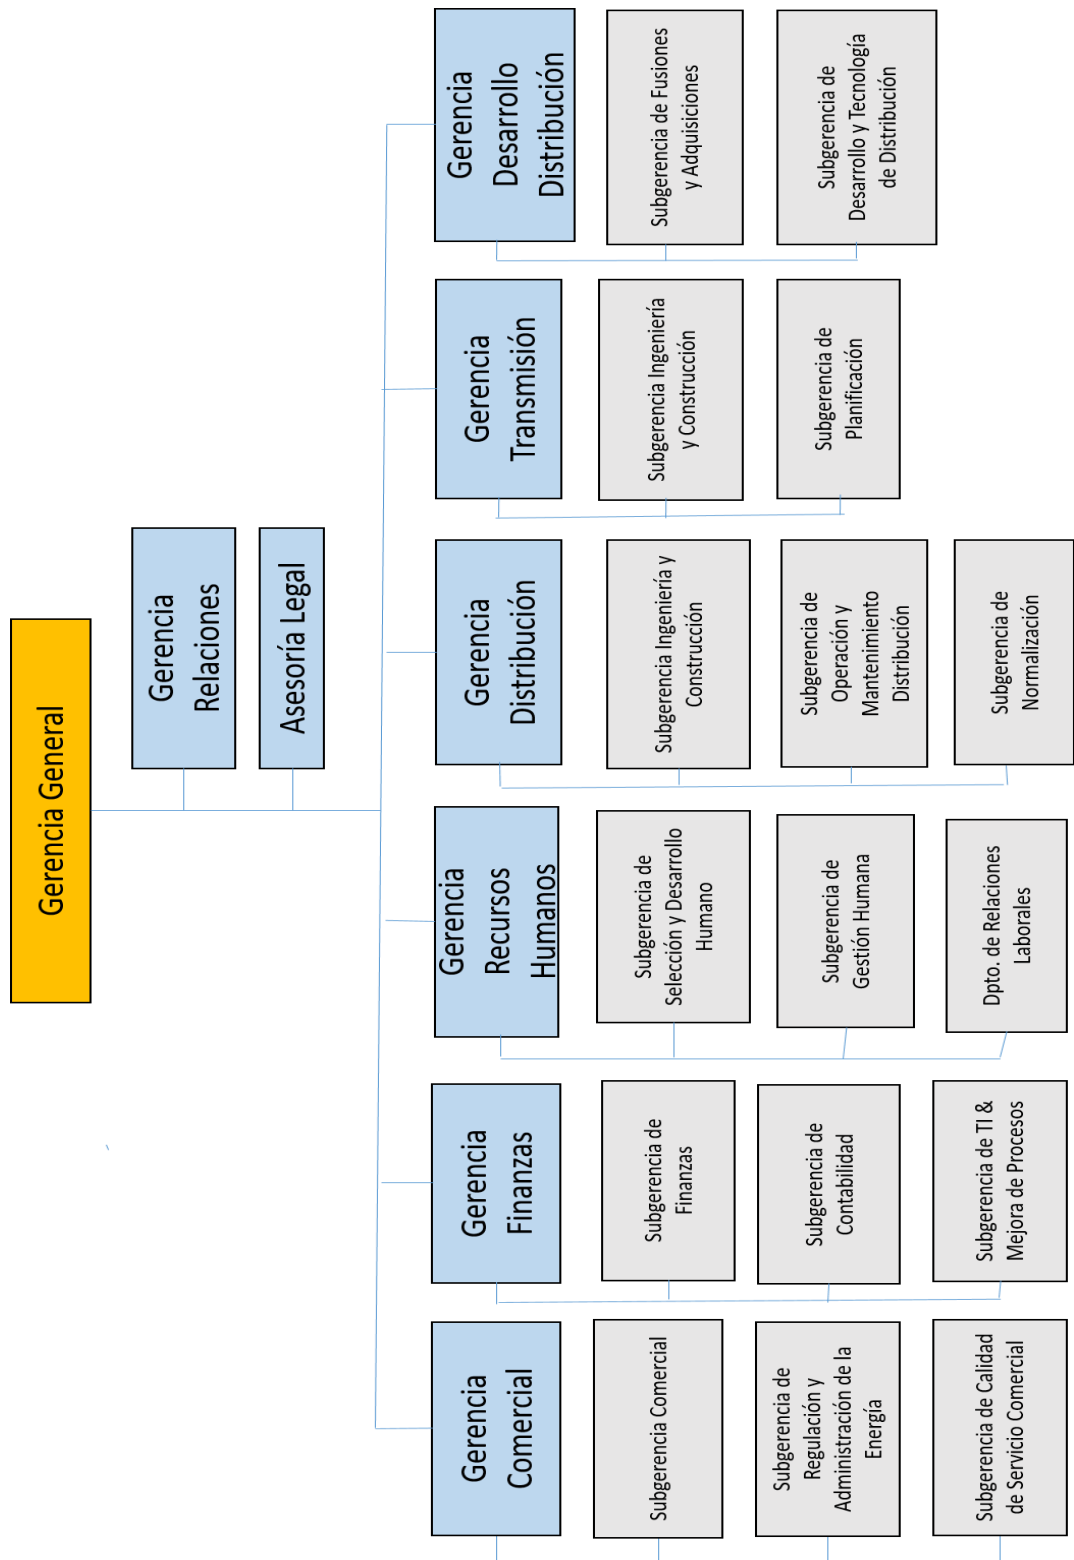 Gerencia General
Gerencia
Relaciones
Asesoría Legal
Gerencia
Comercial
Subgerencia Comercial
Subgerencia de
Regulación y
Administración de la
Energía
Subgerencia de Calidad
de Servicio Comercial
Gerencia
Finanzas
Subgerencia de
Finanzas
Subgerencia de
Contabilidad
Subgerencia de TI &
Mejora de Procesos
Gerencia
Recursos
Humanos
Subgerencia de
Selección y Desarrollo
Humano
Subgerencia de
Gestión Humana
Dpto. de Relaciones
Laborales
Gerencia
Distribución
Subgerencia Ingeniería y
Construcción
Subgerencia de
Operación y
Mantenimiento
Distribución
Subgerencia de
Normalización
Gerencia
Transmisión
Subgerencia Ingeniería
y Construcción
Subgerencia de
Planificación
Gerencia
Desarrollo
Distribución
Subgerencia de Fusiones
y Adquisiciones
Subgerencia de
Desarrollo y Tecnología
de Distribución